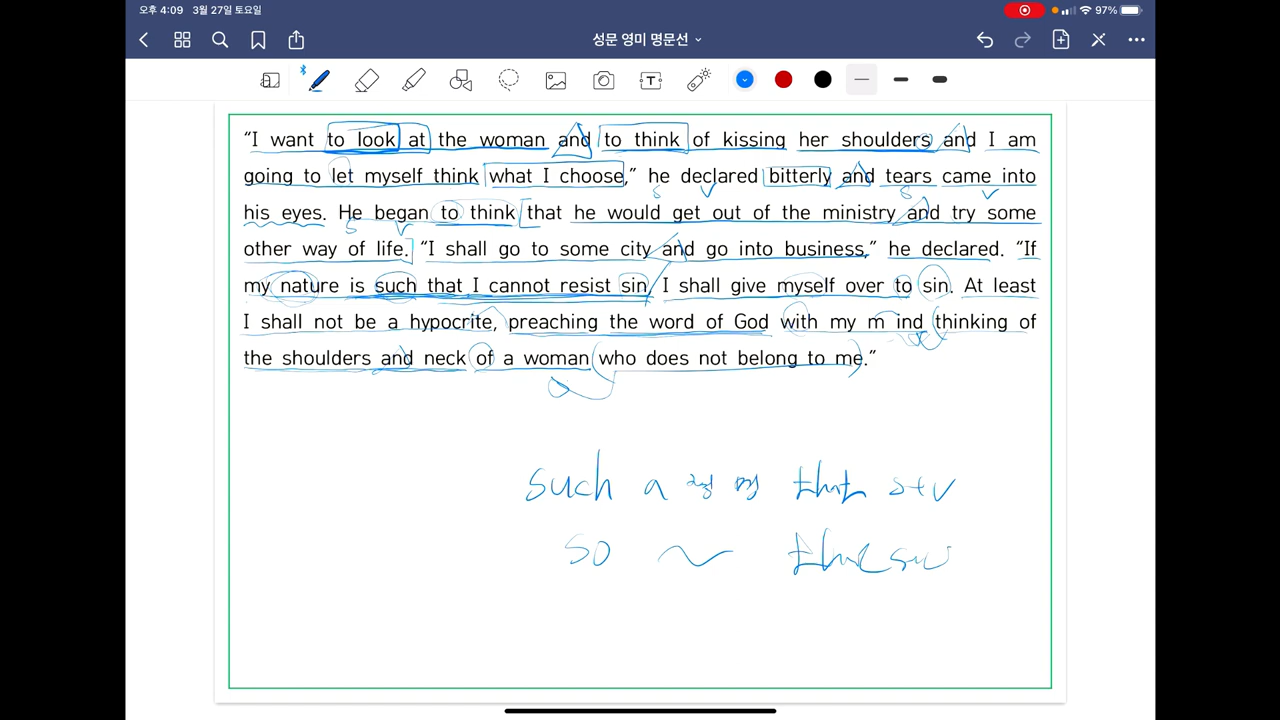 오후 4:09 3월 27일 토요일 97%
성문 영미 명문선
“I want to look at the woman and to think of kissing her shoulders and I am
going to let myself think what I choose,” he declared bitterly and tears came into
his eyes. He began to think that he would get out of the ministry and try some
other way of life. “I shall go to some city and go into business,” he declared. “If
my nature is such that I cannot resist sin, I shall give myself over to sin. At least
I shall not be a hypocrite, preaching the word of God with my m ind thinking of
the shoulders and neck of a woman who does not belong to me.”
such a 형 명 that s+v
so that sv